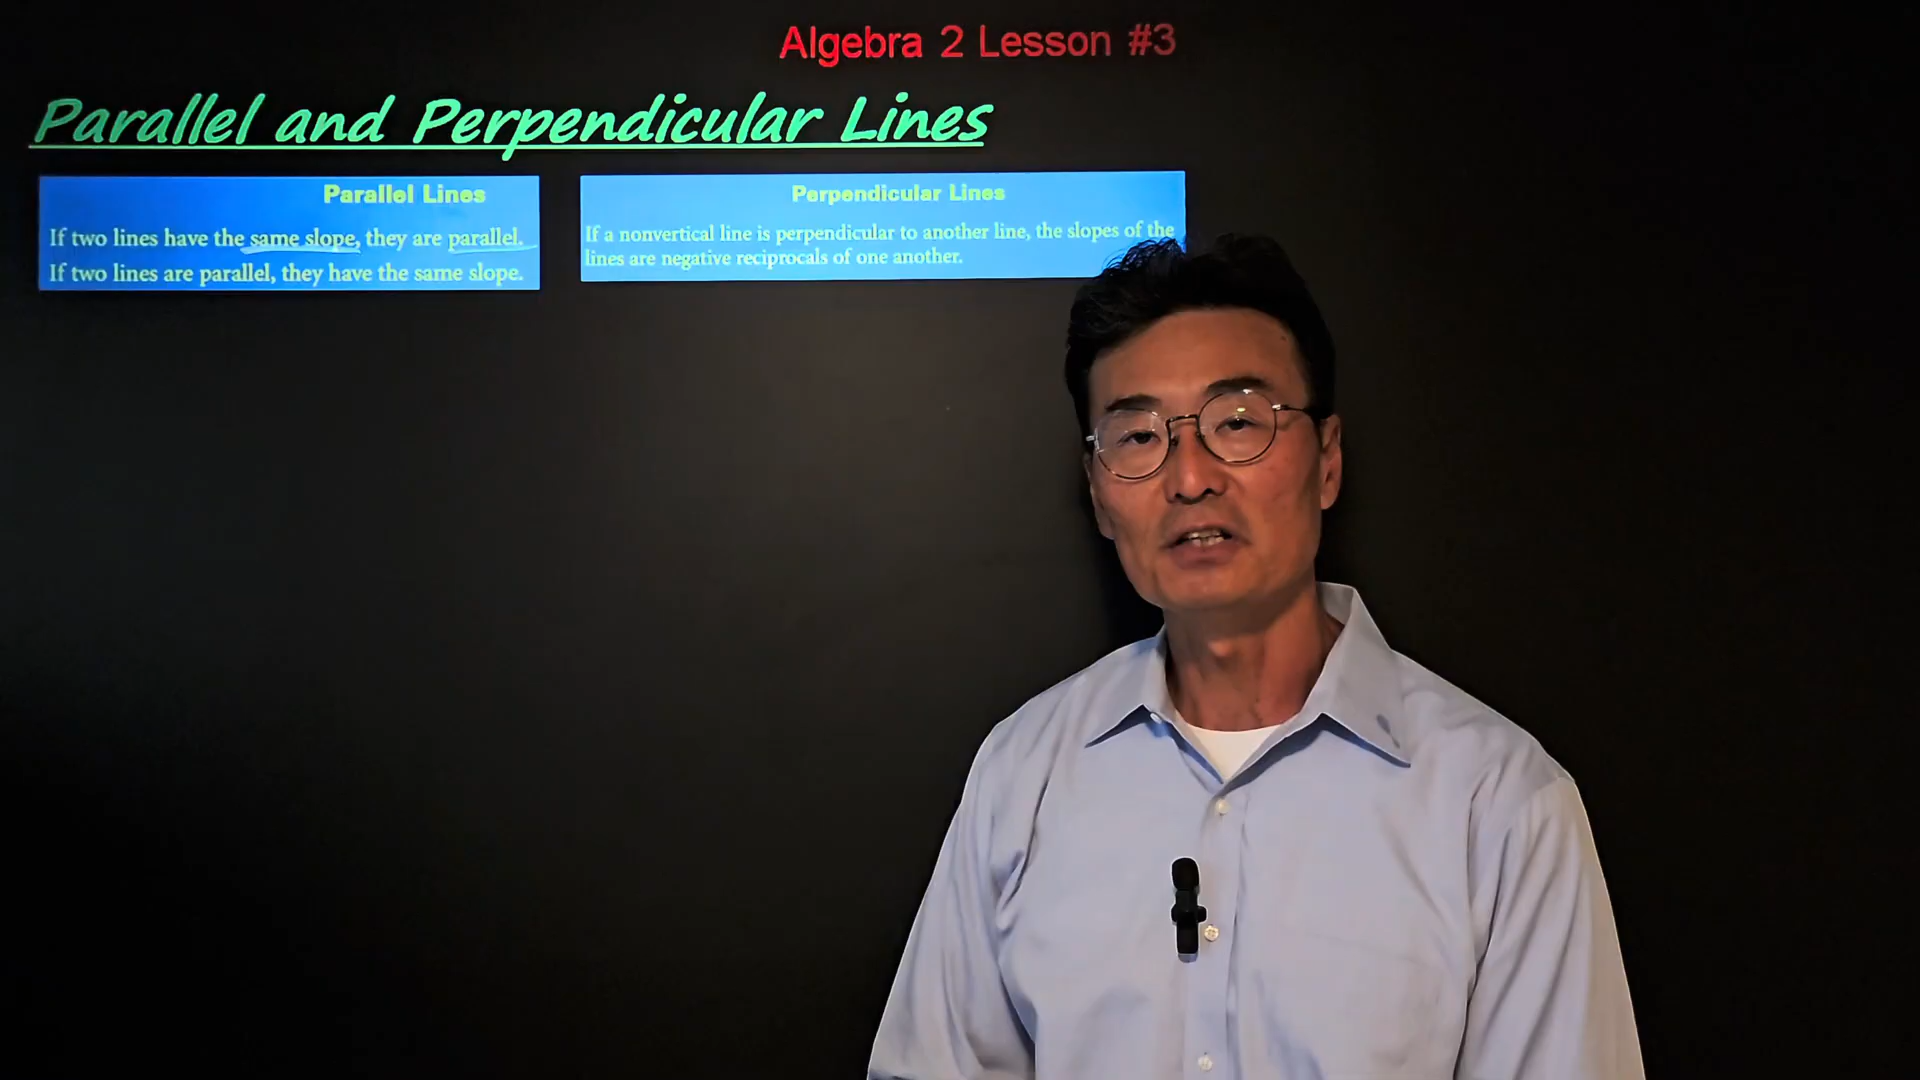 Algebra 2 Lesson #3
Parallel and Perpendicular Lines
Parallel Lines
If two lines have the same slope, they are parallel.
If two lines are parallel, they have the same slope.
Perpendicular Lines
If a nonvertical line is perpendicular to another line, the slopes of the
lines are negative reciprocals of one another.